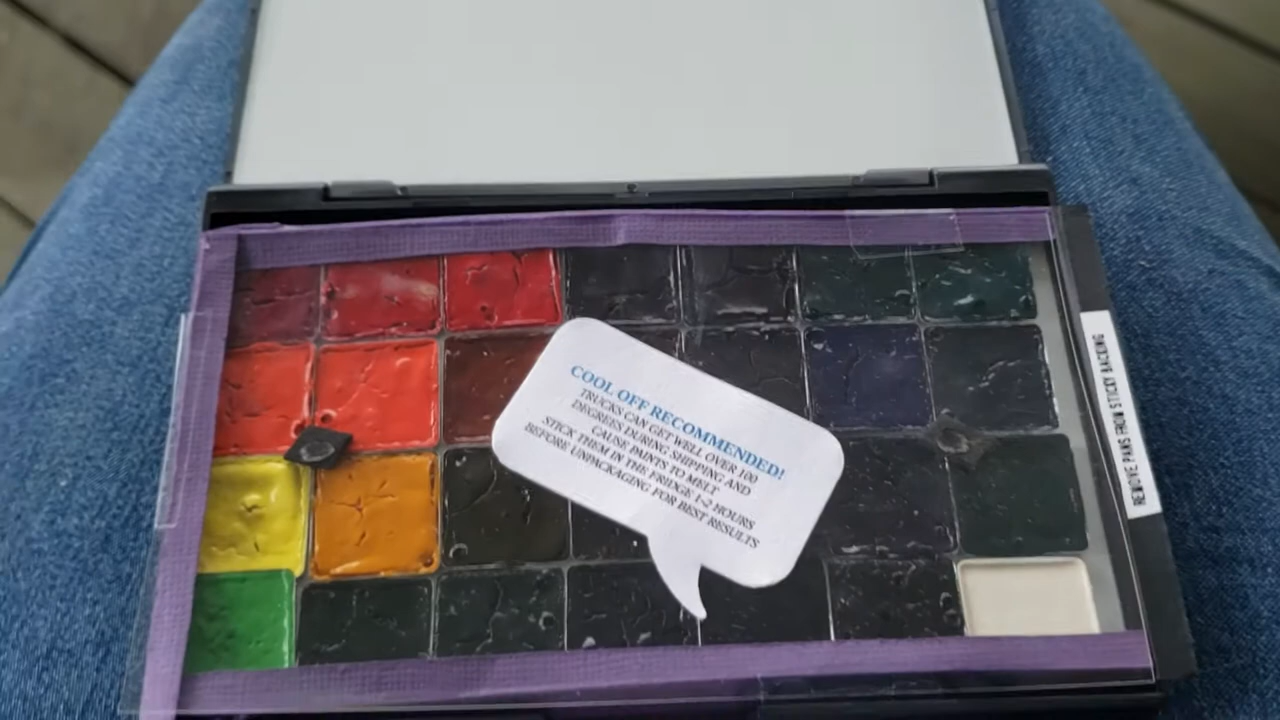 COOL OFF RECOMMENDED!
TRUCKS CAN GET WELL OVER 100
DEGREES DURING SHIPPING AND
CAUSE PAINTS TO MELT
STICK THEM IN THE FRIDGE 1-2 HOURS
BEFORE UNPACKAGING FOR BEST RESULTS
REMOVE PANS FROM STICKY BACKING